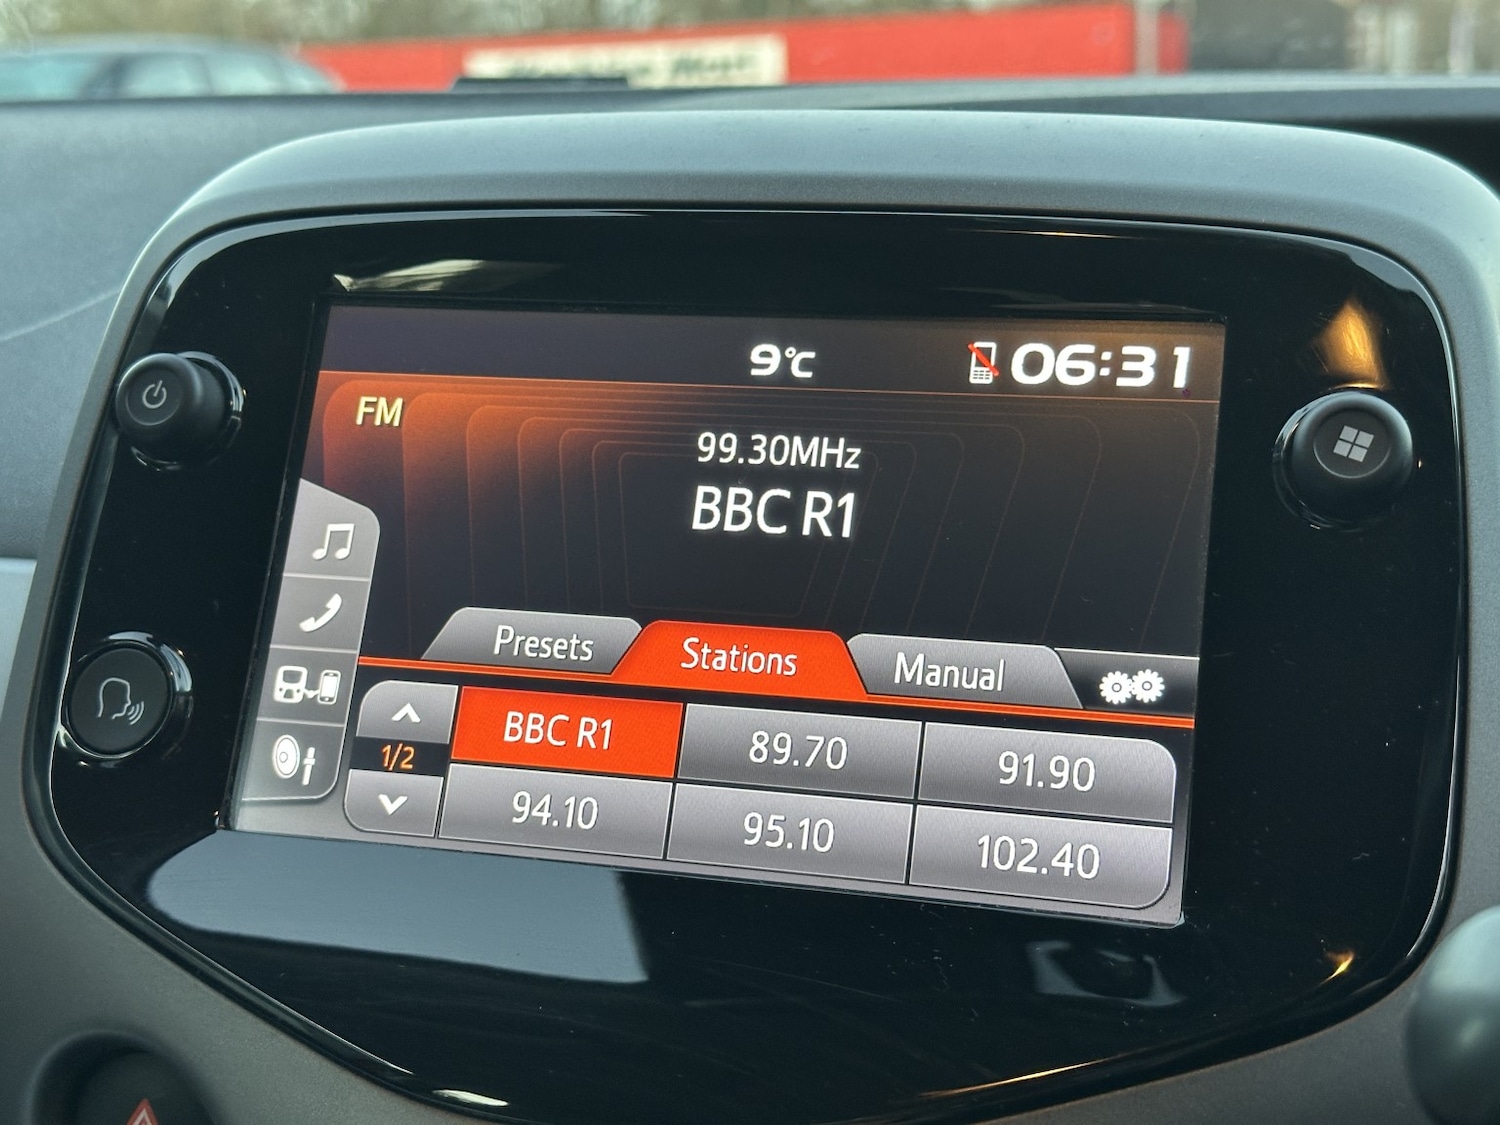 9°C 06:31
FM
99.30MHz
BBC R1
Presets Stations Manual
1/2
BBC R1 89.70 91.90
94.10 95.10 102.40